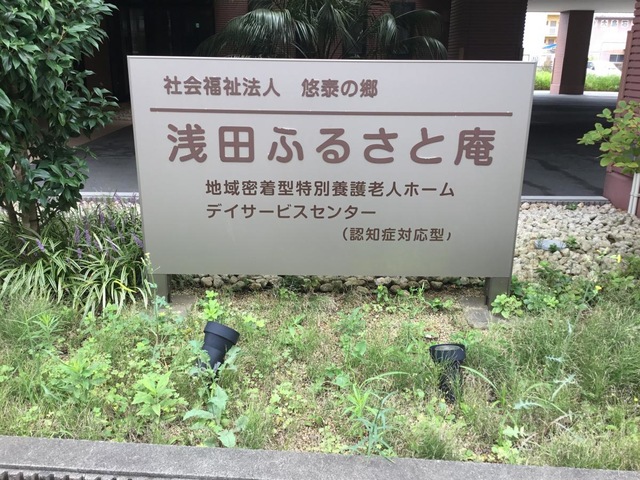 社会福祉法人　悠泰の郷
浅田ふるさと庵
地域密着型特別養護老人ホーム
デイサービスセンター
（認知症対応型）